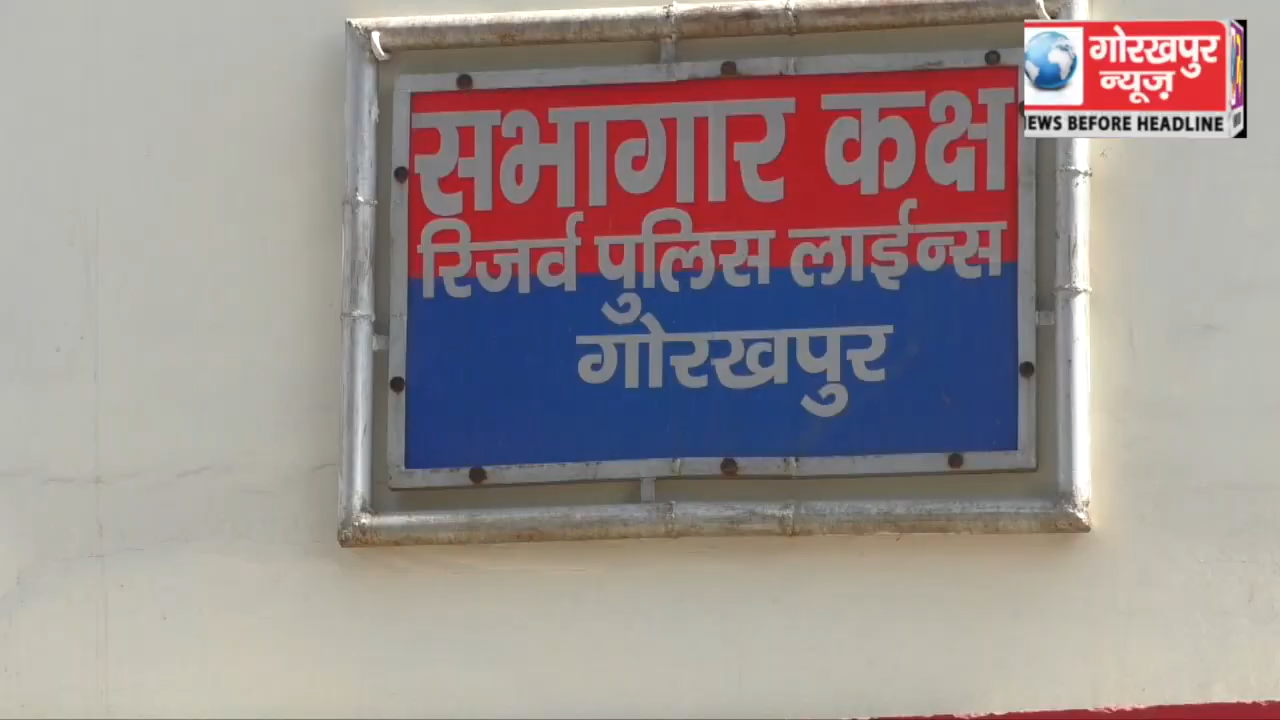 सभागार कक्ष
रिजर्व पुलिस लाईन्स
गोरखपुर
गोरखपुर
न्यूज़
EWS BEFORE HEADLINE